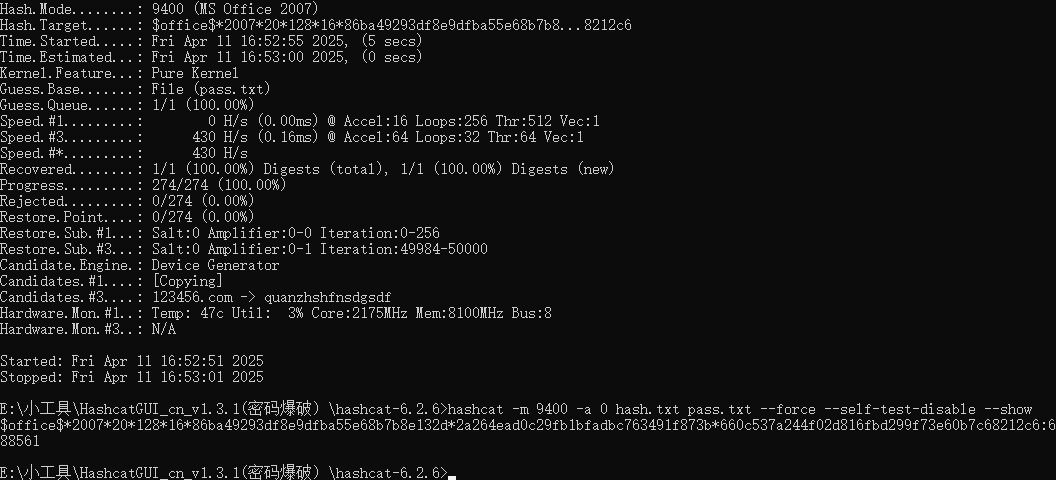 Hash.Mode........: 9400 (MS Office 2007)
Hash.Target......: $office$*2007*20*128*16*86ba49293df8e9dfba55e68b7b8...8212c6
Time.Started.....: Fri Apr 11 16:52:55 2025, (5 secs)
Time.Estimated...: Fri Apr 11 16:53:00 2025, (0 secs)
Kernel.Feature...: Pure Kernel
Guess.Base.......: File (pass.txt)
Guess.Queue......: 1/1 (100.00%)
Speed.#1.........:        0 H/s (0.00ms) @ Accel:16 Loops:256 Thr:512 Vec:1
Speed.#3.........:      430 H/s (0.16ms) @ Accel:64 Loops:32 Thr:64 Vec:1
Speed.#*.........:      430 H/s
Recovered........: 1/1 (100.00%) Digests (total), 1/1 (100.00%) Digests (new)
Progress.........: 274/274 (100.00%)
Rejected.........: 0/274 (0.00%)
Restore.Point....: 0/274 (0.00%)
Restore.Sub.#1...: Salt:0 Amplifier:0-0 Iteration:0-256
Restore.Sub.#3...: Salt:0 Amplifier:0-1 Iteration:49984-50000
Candidate.Engine.: Device Generator
Candidates.#1....: [Copying]
Candidates.#3....: 123456.com -> quanzhshfnsdgsdf
Hardware.Mon.#1..: Temp: 47c Util:  3% Core:2175MHz Mem:8100MHz Bus:8
Hardware.Mon.#3..: N/A
Started: Fri Apr 11 16:52:51 2025
Stopped: Fri Apr 11 16:53:01 2025
E:\小工具\HashcatGUI_cn_v1.3.1(密码爆破) \hashcat-6.2.6>hashcat -m 9400 -a 0 hash.txt pass.txt --force --self-test-disable --show
$office$*2007*20*128*16*86ba49293df8e9dfba55e68b7b8e132d*2a264ead0c29fb1bfadbc763491f873b*660c537a244f02d816fbd299f73e60b7c68212c6:6
88561
E:\小工具\HashcatGUI_cn_v1.3.1(密码爆破) \hashcat-6.2.6>